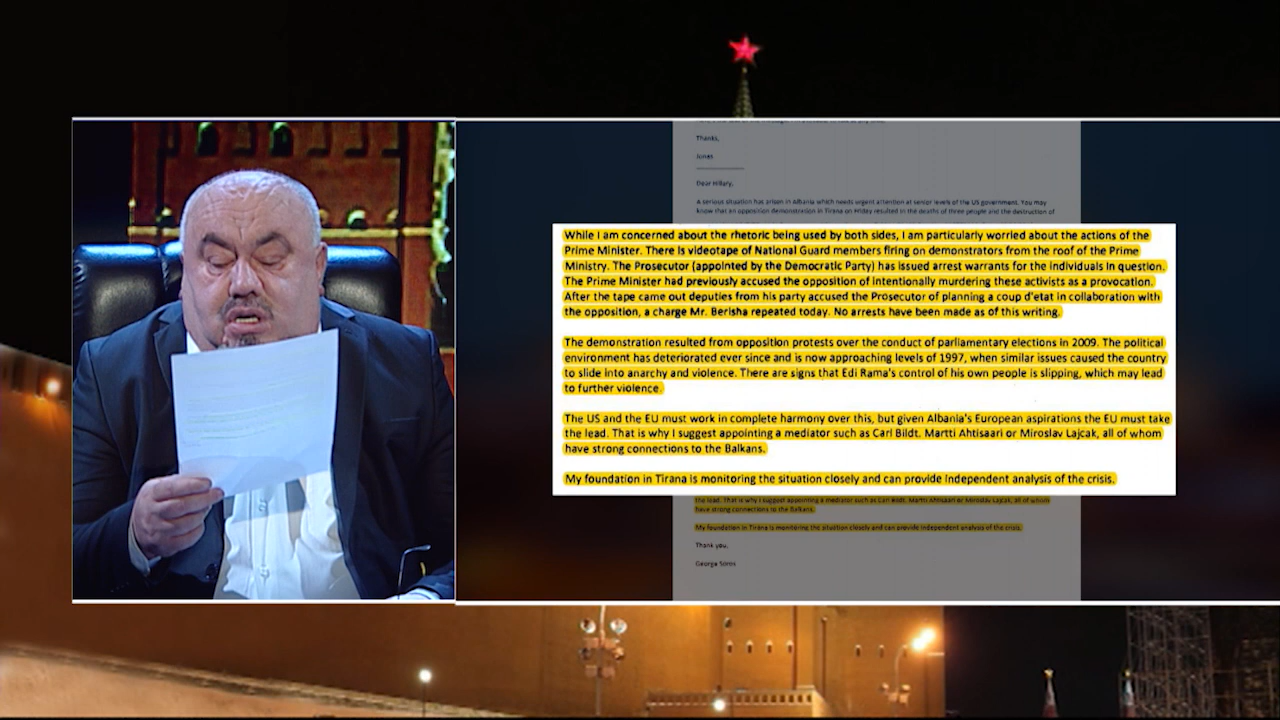 Thanks,
Jonas
Dear Hillary,
A serious situation has arisen in Albania which needs urgent attention at senior levels of the US government. You may
know that an opposition demonstration in Tirana on Friday resulted in the deaths of three people and the destruction of
While I am concerned about the rhetoric being used by both sides, I am particularly worried about the actions of the
Prime Minister. There is videotape of National Guard members firing on demonstrators from the roof of the Prime
Ministry. The Prosecutor (appointed by the Democratic Party) has issued arrest warrants for the individuals in question.
The Prime Minister had previously accused the opposition of intentionally murdering these activists as a provocation.
After the tape came out deputies from his party accused the Prosecutor of planning a coup d'etat in collaboration with
the opposition, a charge Mr. Berisha repeated today. No arrests have been made as of this writing.
The demonstration resulted from opposition protests over the conduct of parliamentary elections in 2009. The political
environment has deteriorated ever since and is now approaching levels of 1997, when similar issues caused the country
to slide into anarchy and violence. There are signs that Edi Rama's control of his own people is slipping, which may lead
to further violence.
The US and the EU must work in complete harmony over this, but given Albania's European aspirations the EU must take
the lead. That is why I suggest appointing a mediator such as Carl Bildt. Martti Ahtisaari or Miroslav Lajcak, all of whom
have strong connections to the Balkans.
My foundation in Tirana is monitoring the situation closely and can provide independent analysis of the crisis.
the lead. That is why I suggest appointing a mediator such as Carl Bildt. Martti Ahtisaari or Miroslav Lajcak, all of whom
have strong connections to the Balkans.
My foundation in Tirana is monitoring the situation closely and can provide independent analysis of the crisis.
Thank you,
George Soros